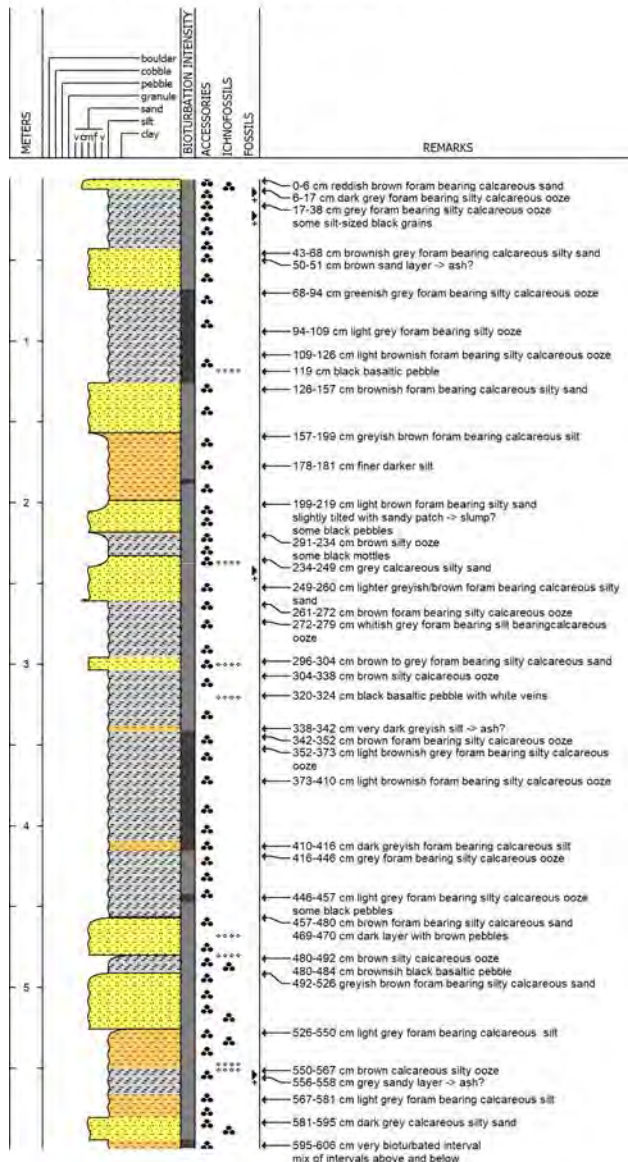 boulder
cobble
pebble
granule
sand
silt
clay
vcmfv
METERS
BIOTURBATION INTENSITY
ACCESSORIES
ICHNOFOSSILS
FOSSILS
REMARKS
0-6 cm reddish brown foram bearing calcareous sand
6-17 cm dark grey foram bearing silty calcareous ooze
17-38 cm grey foram bearing silty calcareous ooze
some silt-sized black grains
43-68 cm brownish grey foram bearing calcareous silty sand
50-51 cm brown sand layer -> ash?
68-94 cm greenish grey foram bearing silty calcareous ooze
94-109 cm light grey foram bearing silty ooze
1
109-126 cm light brownish foram bearing silty calcareous ooze
119 cm black basaltic pebble
126-157 cm brownish foram bearing calcareous silty sand
157-199 cm greyish brown foram bearing calcareous silt
178-181 cm finer darker silt
2
199-219 cm light brown foram bearing silty sand
slightly tilted with sandy patch -> slump?
some black pebbles
291-234 cm brown silty ooze
some black mottles
234-249 cm grey calcareous silty sand
249-260 cm lighter greyish/brown foram bearing calcareous silty
sand
261-272 cm brown foram bearing silty calcareous ooze
272-279 cm whitish grey foram bearing silt bearingcalcareous
ooze
3
296-304 cm brown to grey foram bearing silty calcareous sand
304-338 cm brown silty calcareous ooze
320-324 cm black basaltic pebble with white veins
338-342 cm very dark greyish silt -> ash?
342-352 cm brown foram bearing silty calcareous ooze
352-373 cm light brownish grey foram bearing silty calcareous
ooze
373-410 cm light brownish foram bearing silty calcareous ooze
4
410-416 cm dark greyish foram bearing calcareous silt
416-446 cm grey foram bearing silty calcareous ooze
446-457 cm light grey foram bearing silty calcareous ooze
some black pebbles
457-480 cm brown foram bearing silty calcareous sand
469-470 cm dark layer with brown pebbles
480-492 cm brown silty calcareous ooze
480-484 cm brownsih black basaltic pebble
5
492-526 greyish brown foram bearing silty calcareous sand
526-550 cm light grey foram bearing calcareous silt
550-567 cm brown calcareous silty ooze
556-558 cm grey sandy layer -> ash?
567-581 cm light grey foram bearing calcareous silt
581-595 cm dark grey calcareous silty sand
595-606 cm very bioturbated interval
mix of intervals above and below